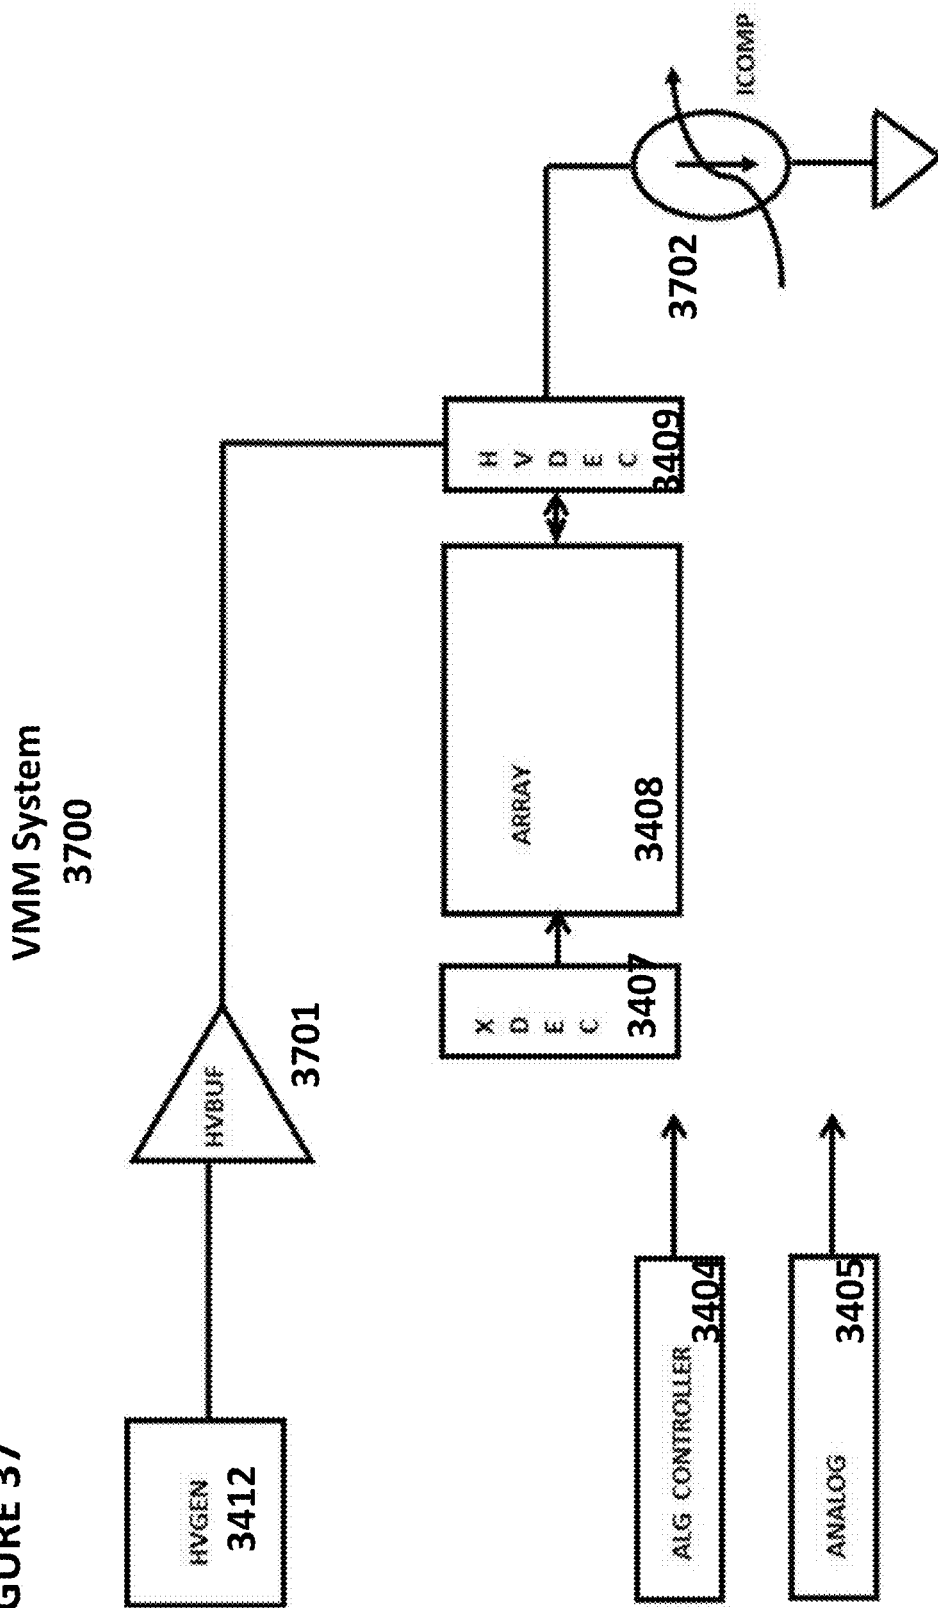 GURE 37
VMM System
3700
HVGEN
3412
HVBUF
3701
X
D
E
C
3407
ARRAY
3408
H
V
D
E
C
3409
3702
ICOMP
ALG CONTROLLER
3404
ANALOG
3405